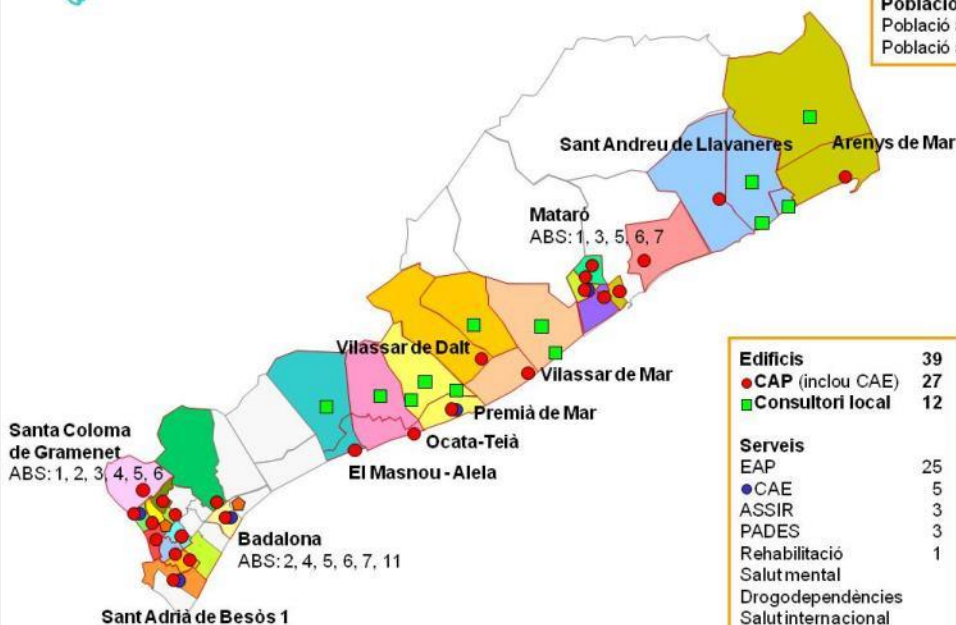 Població
Població
Població
Sant Andreu de Llavaneres
Arenys de Mar
Mataró
ABS: 1, 3, 5, 6, 7
Vilassar de Dalt
Vilassar de Mar
Premià de Mar
Ocata-Teià
El Masnou - Alela
Santa Coloma
de Gramenet
ABS: 1, 2, 3, 4, 5, 6
Badalona
ABS: 2, 4, 5, 6, 7, 11
Sant Adrià de Besòs 1
Edificis 39
CAP (inclou CAE) 27
Consultori local 12
Serveis
EAP 25
CAE 5
ASSIR 3
PADES 3
Rehabilitació 1
Salut mental
Drogodependències
Salut internacional